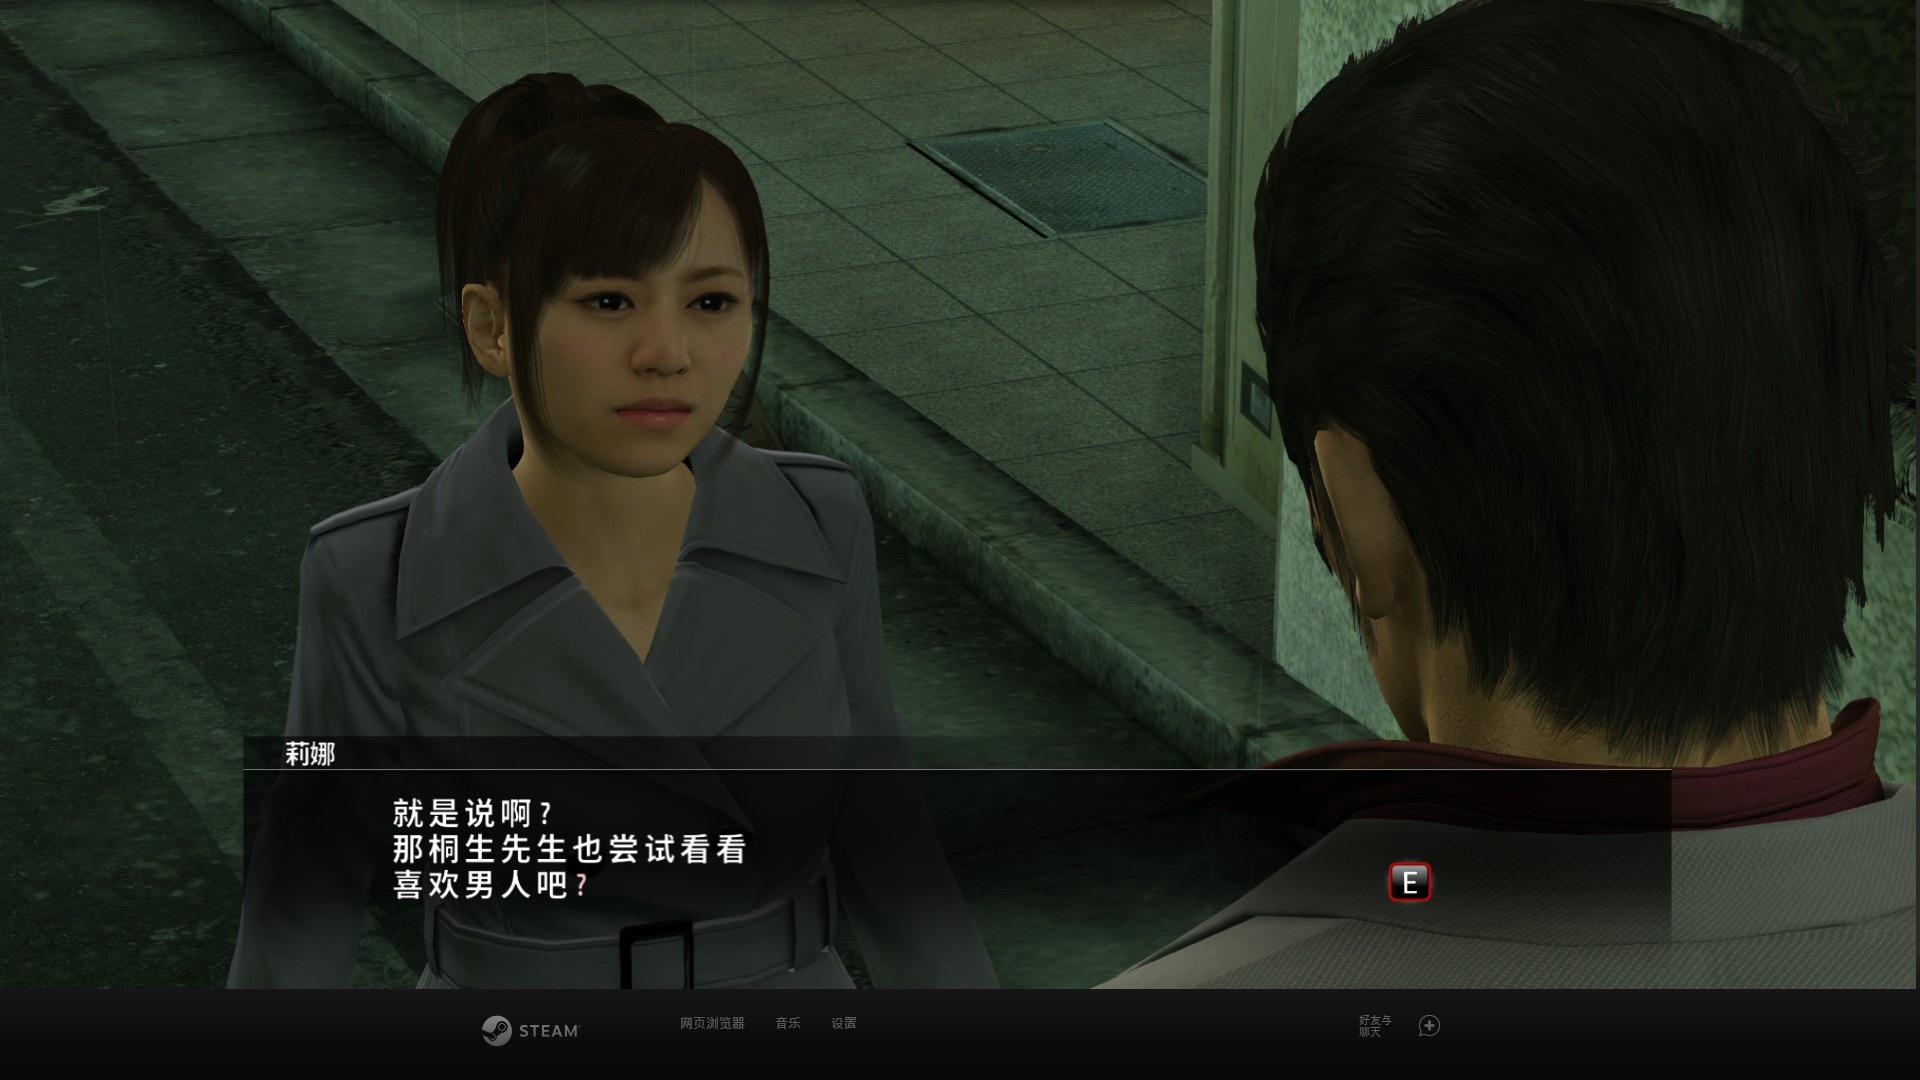 莉娜
就是说啊?
那桐生先生也尝试看看
喜欢男人吧?
E
STEAM
网页浏览器 音乐 设置
好友与
聊天